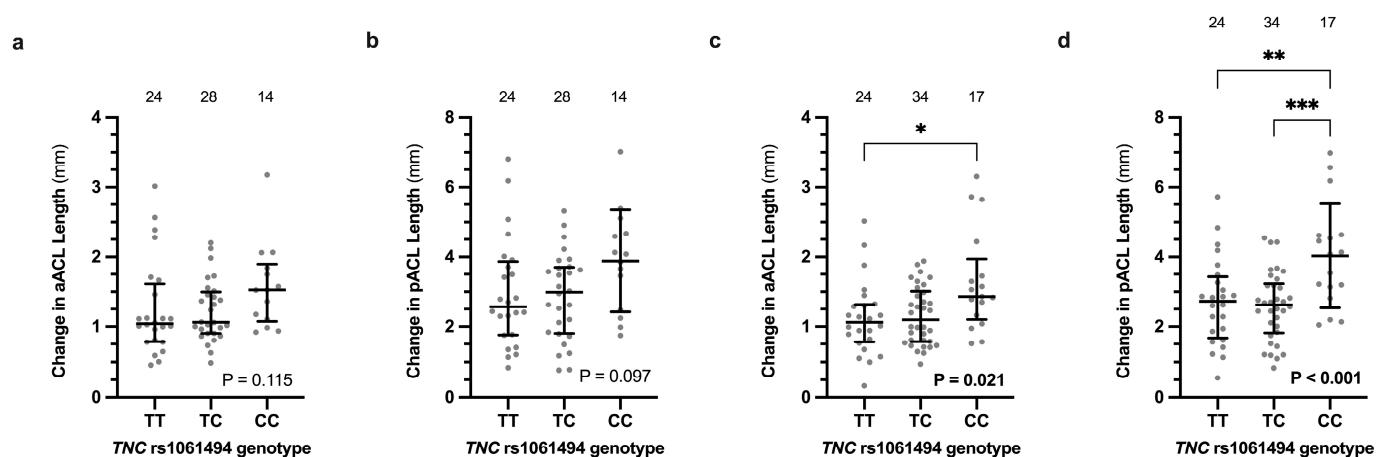 a
24 28 14
Change in aACL Length (mm)
4
3
2
1
0
P = 0.115
TT TC CC
TNC rs1061494 genotype
b
24 28 14
Change in pACL Length (mm)
8
6
4
2
0
P = 0.097
TT TC CC
TNC rs1061494 genotype
c
24 34 17
Change in aACL Length (mm)
4
3
2
1
0
*
P = 0.021
TT TC CC
TNC rs1061494 genotype
d
24 34 17
Change in pACL Length (mm)
8
6
4
2
0
**
***
P < 0.001
TT TC CC
TNC rs1061494 genotype